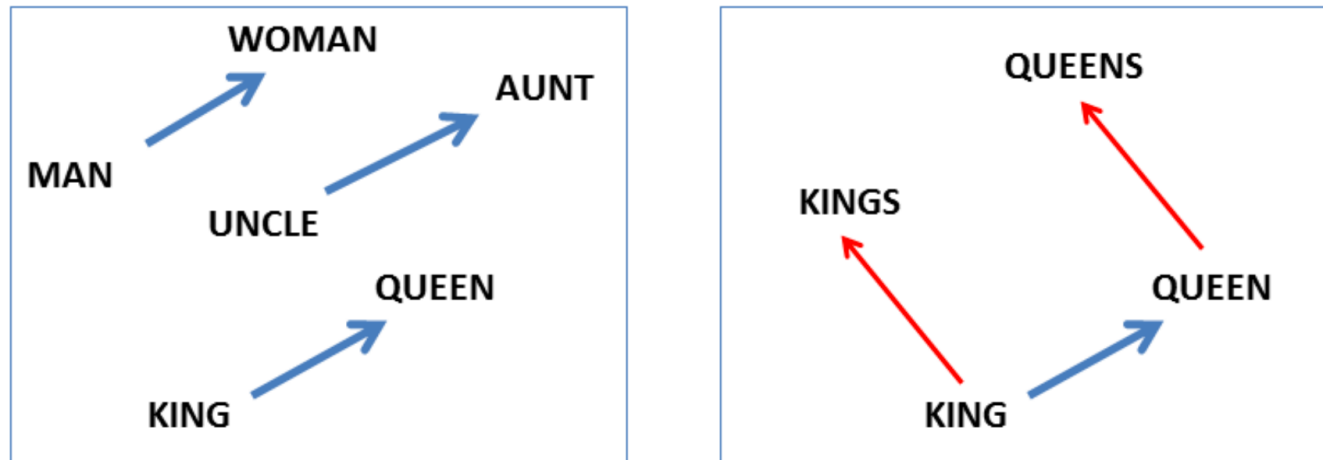 WOMAN
AUNT
MAN
UNCLE
QUEEN
KING
QUEENS
KINGS
QUEEN
KING